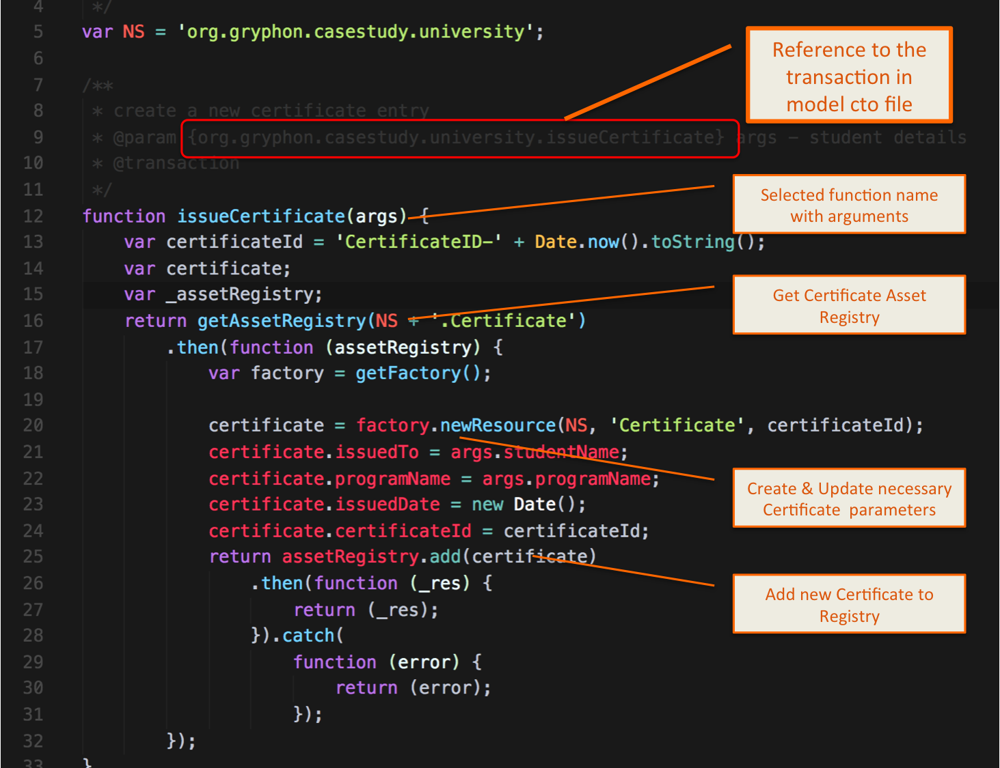 4 */
5 var NS = 'org.gryphon.casestudy.university';
6
7 /**
8 * create a new certificate entry
9 * @param {org.gryphon.casestudy.university.issueCertificate} args – student details
10 * @transaction
11 */
12 function issueCertificate(args) {
13 var certificateId = 'CertificateID-' + Date.now().toString();
14 var certificate;
15 var _assetRegistry;
16 return getAssetRegistry(NS + '.Certificate')
17 .then(function (assetRegistry) {
18 var factory = getFactory();
19
20 certificate = factory.newResource(NS, 'Certificate', certificateId);
21 certificate.issuedTo = args.studentName;
22 certificate.programName = args.programName;
23 certificate.issuedDate = new Date();
24 certificate.certificateId = certificateId;
25 return assetRegistry.add(certificate)
26 .then(function (_res) {
27 return (_res);
28 }).catch(
29 function (error) {
30 return (error);
31 });
32 });
33 }
Reference to the
transaction in
model cto file
Selected function name
with arguments
Get Certificate Asset
Registry
Create & Update necessary
Certificate parameters
Add new Certificate to
Registry